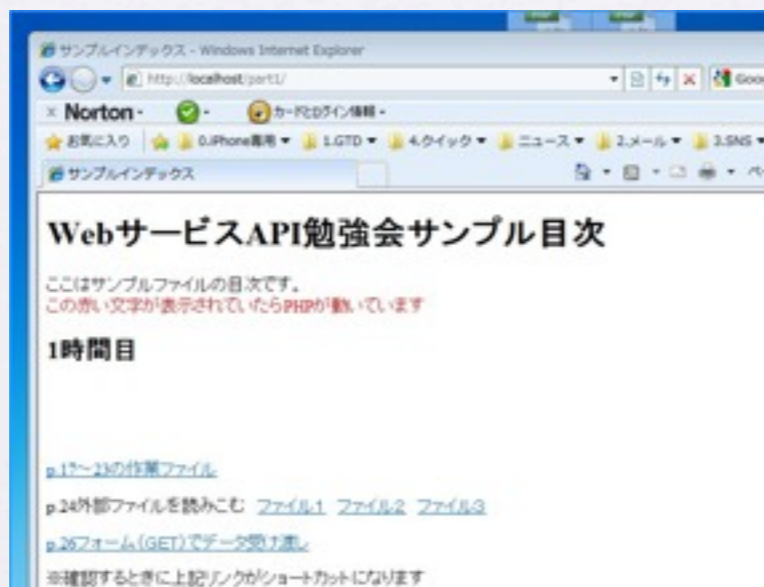 サンプルインデックス - Windows Internet Explorer
http://localhost/part1/
Goo
× Norton カードとログイン情報
お気に入り 0.iPhone専用 1.GTD 4.クイック ニュース 2.メール 3.SNS
サンプルインデックス
WebサービスAPI勉強会サンプル目次
ここはサンプルファイルの目次です。
この赤い文字が表示されていたらPHPが動いています
1時間目
p.17～23の作業ファイル
p.24外部ファイルを読みこむ ファイル1 ファイル2 ファイル3
p.26フォーム(GET)でデータ受け渡し
※確認するときに上記リンクがショートカットになります